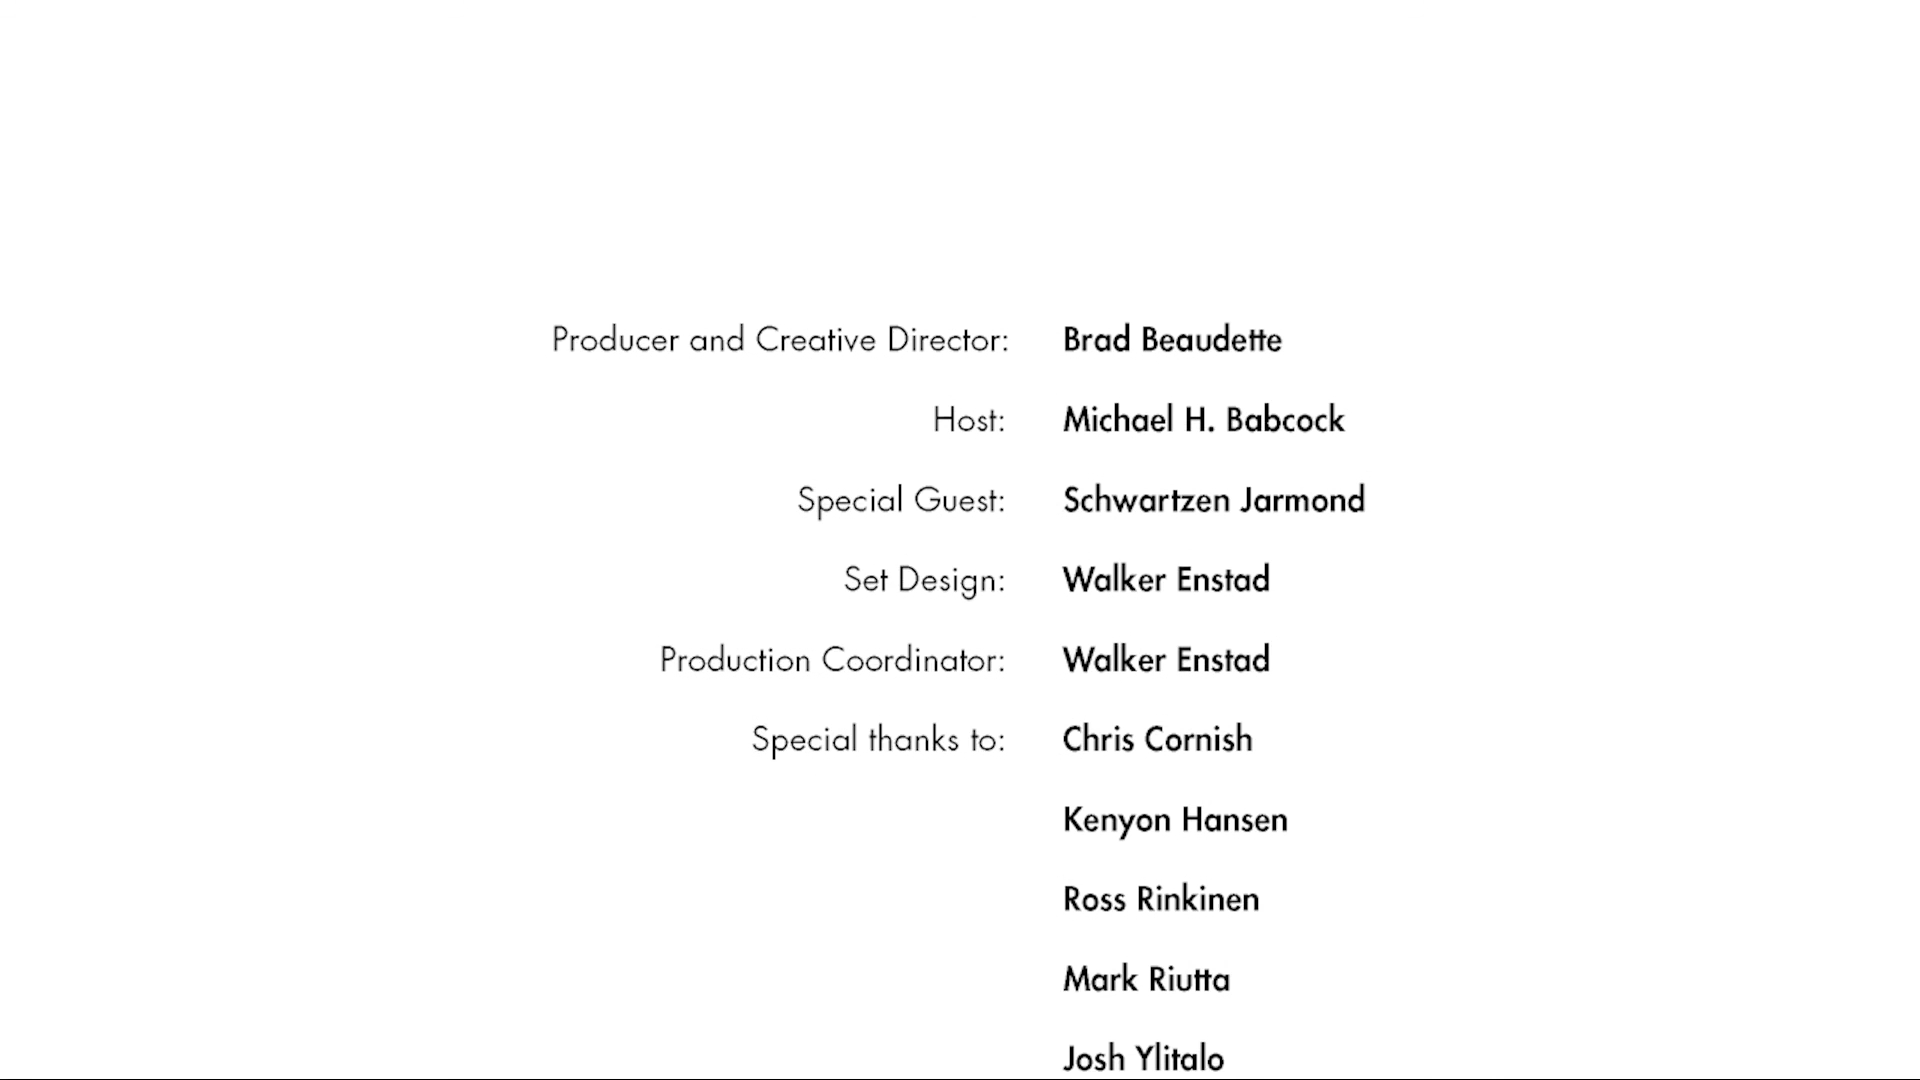 Producer and Creative Director: Brad Beaudette
Host: Michael H. Babcock
Special Guest: Schwartzen Jarmond
Set Design: Walker Enstad
Production Coordinator: Walker Enstad
Special thanks to: Chris Cornish
Kenyon Hansen
Ross Rinkinen
Mark Riutta
Josh Ylitalo